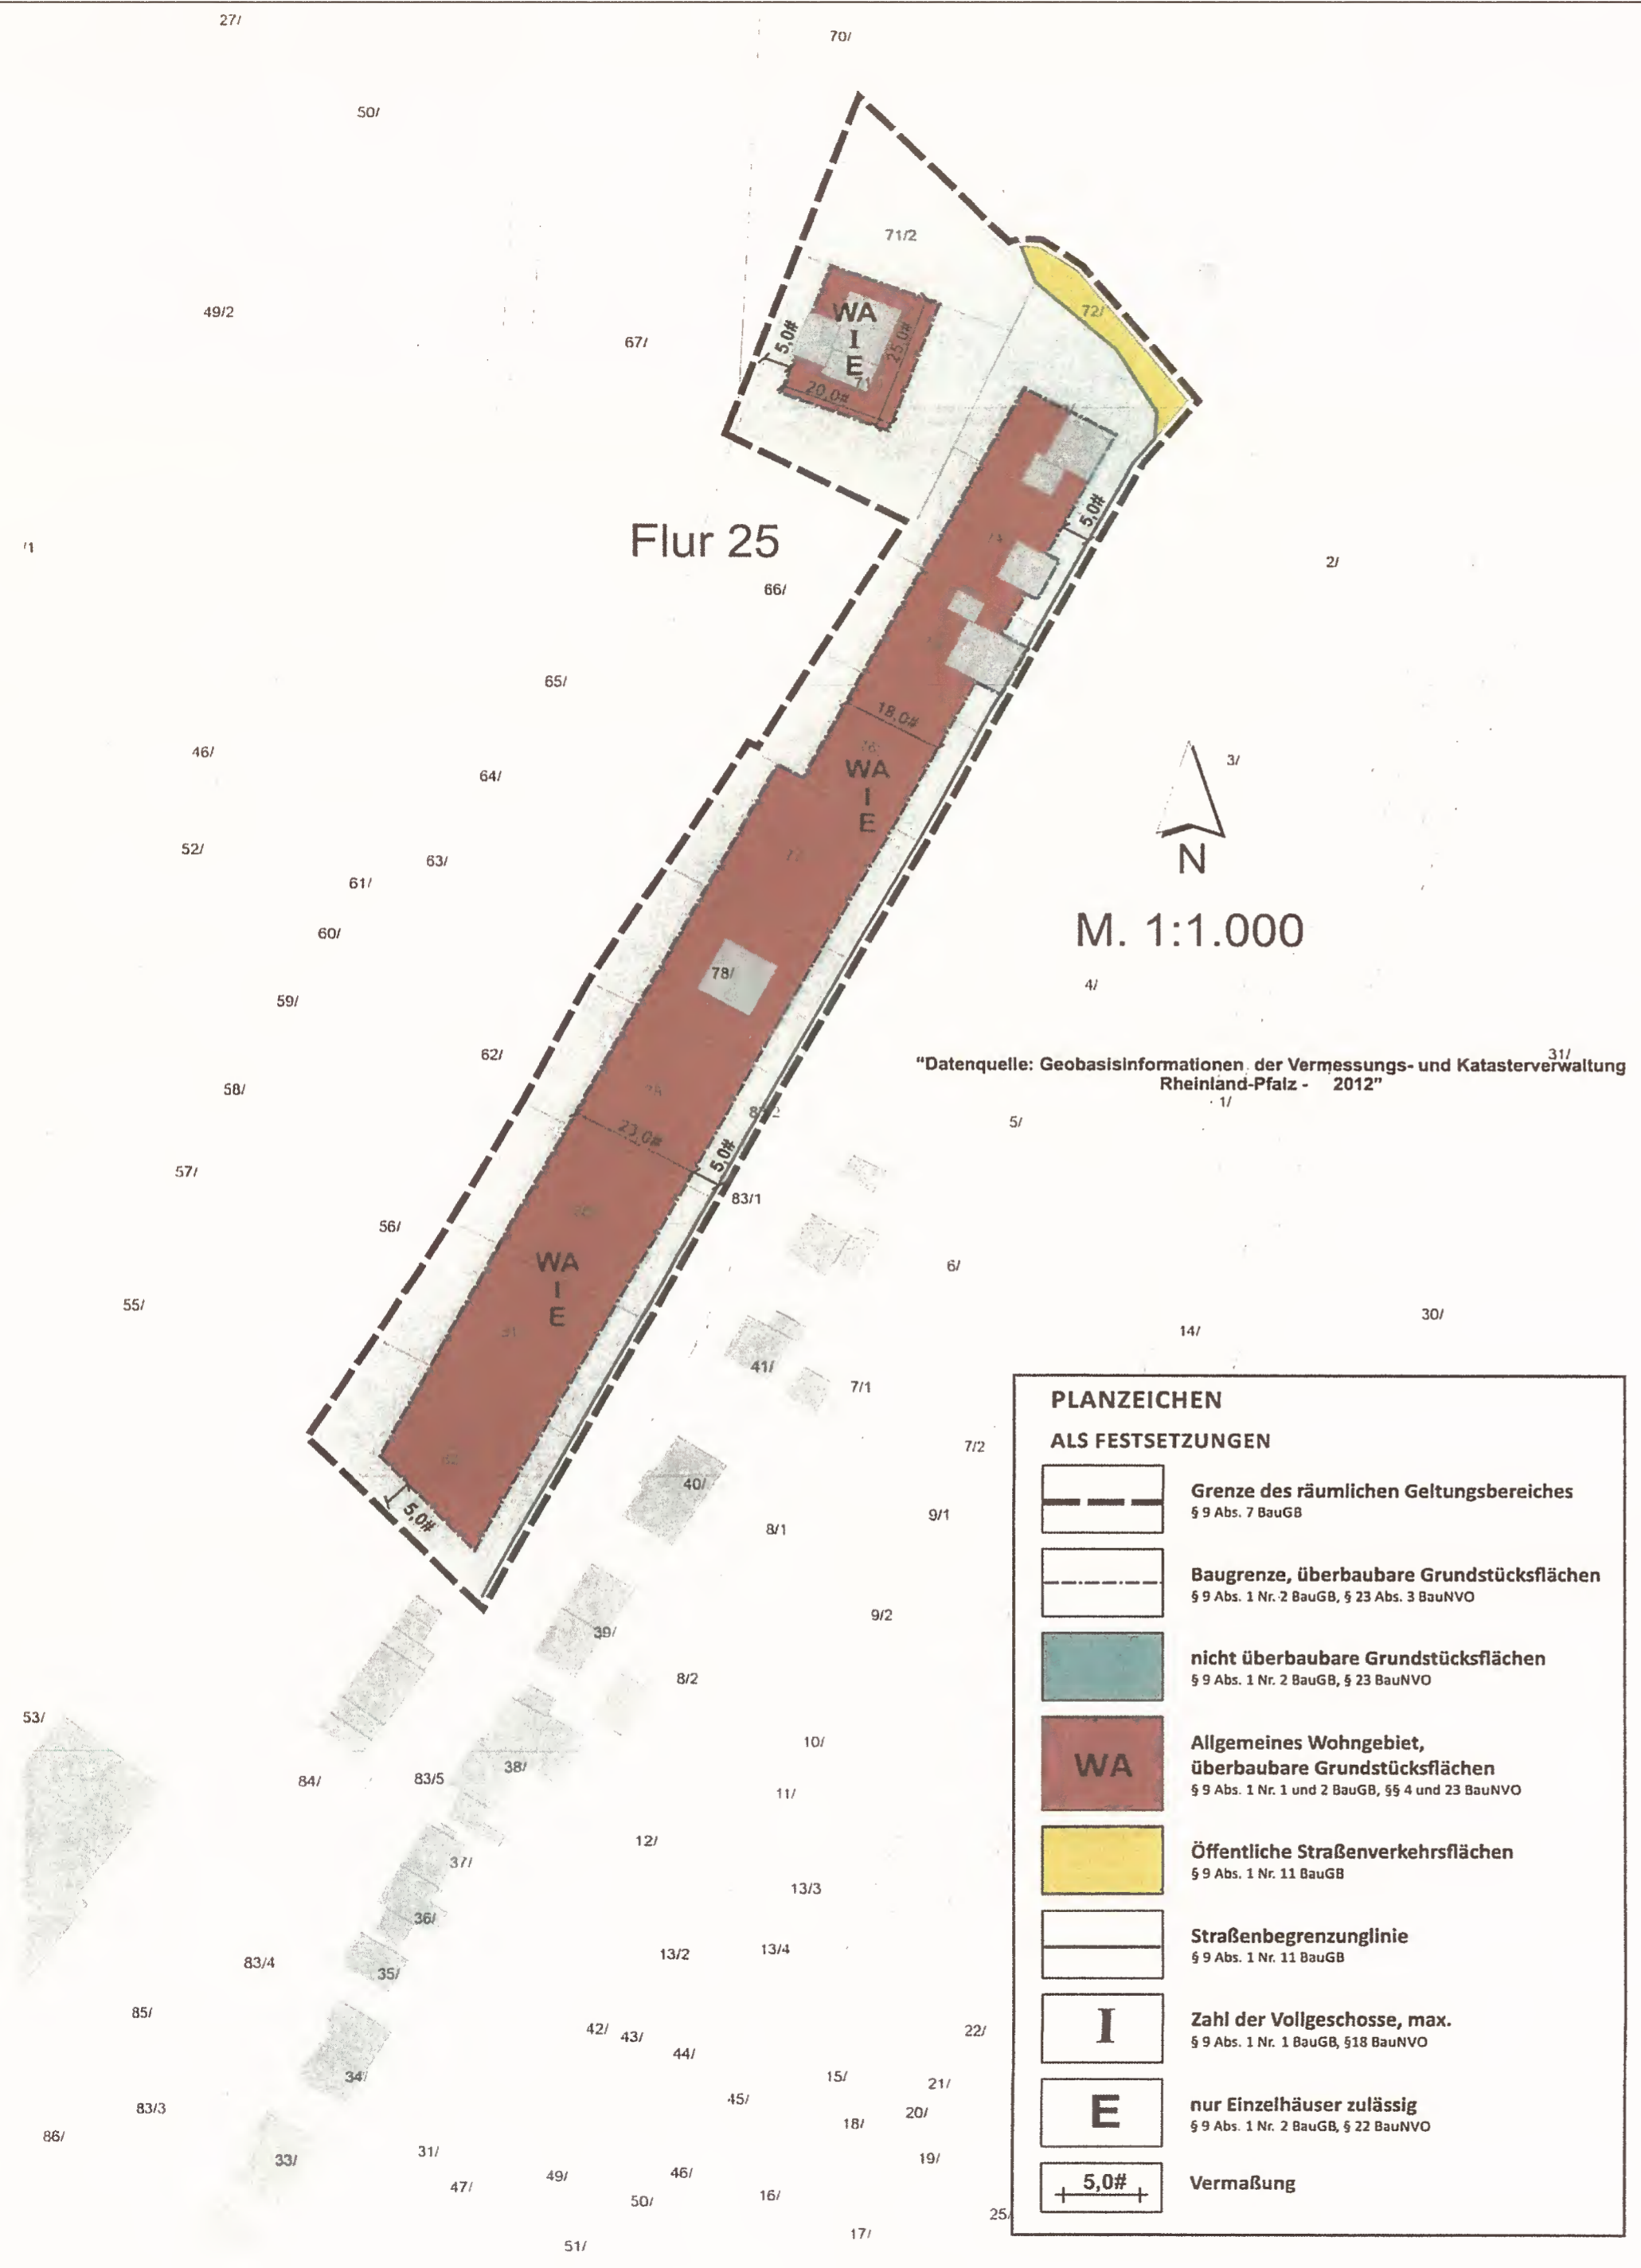 27/
70/
50/
71/2
49/2
72/
67/
WA
I
E
71
5,0#
25,0#
20,0#
5,0#
Flur 25
/1
2/
66/
65/
18,0#
46/
64/
76/
WA
I
E
3/
N
52/
63/
61/
77
60/
M. 1:1.000
78/
4/
59/
62/
"Datenquelle: Geobasisinformationen der Vermessungs- und Katasterverwaltung
31/
Rheinland-Pfalz - 2012"
58/
1/
5/
23,0#
5,0#
57/
83/1
56/
WA
I
E
6/
55/
14/
30/
81
41/
7/1
7/2
82
40/
5,0#
8/1
9/1
9/2
39/
8/2
53/
10/
84/
83/5
38/
11/
12/
37/
13/3
36/
83/4
35/
13/2
13/4
85/
42/
43/
44/
22/
34/
15/
21/
83/3
45/
18/
20/
86/
33/
31/
19/
47/
49/
46/
50/
16/
25/
17/
51/
PLANZEICHEN
ALS FESTSETZUNGEN
Grenze des räumlichen Geltungsbereiches
§ 9 Abs. 7 BauGB
Baugrenze, überbaubare Grundstücksflächen
§ 9 Abs. 1 Nr. 2 BauGB, § 23 Abs. 3 BauNVO
nicht überbaubare Grundstücksflächen
§ 9 Abs. 1 Nr. 2 BauGB, § 23 BauNVO
WA
Allgemeines Wohngebiet,
überbaubare Grundstücksflächen
§ 9 Abs. 1 Nr. 1 und 2 BauGB, §§ 4 und 23 BauNVO
Öffentliche Straßenverkehrsflächen
§ 9 Abs. 1 Nr. 11 BauGB
Straßenbegrenzunglinie
§ 9 Abs. 1 Nr. 11 BauGB
I
Zahl der Vollgeschosse, max.
§ 9 Abs. 1 Nr. 1 BauGB, §18 BauNVO
E
nur Einzelhäuser zulässig
§ 9 Abs. 1 Nr. 2 BauGB, § 22 BauNVO
5,0#
Vermaßung